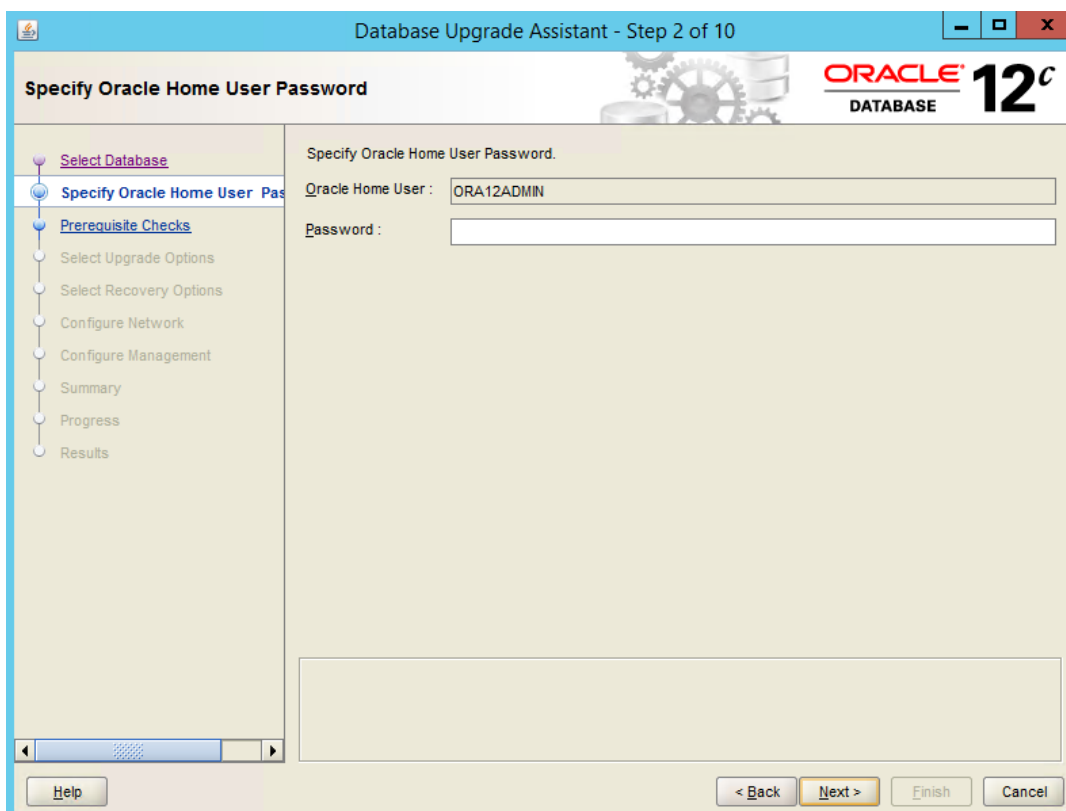 Database Upgrade Assistant - Step 2 of 10
Specify Oracle Home User Password
ORACLE DATABASE 12c
Select Database
Specify Oracle Home User Pas
Prerequisite Checks
Select Upgrade Options
Select Recovery Options
Configure Network
Configure Management
Summary
Progress
Results
Specify Oracle Home User Password.
Oracle Home User : ORA12ADMIN
Password :
Help
< Back
Next >
Finish
Cancel